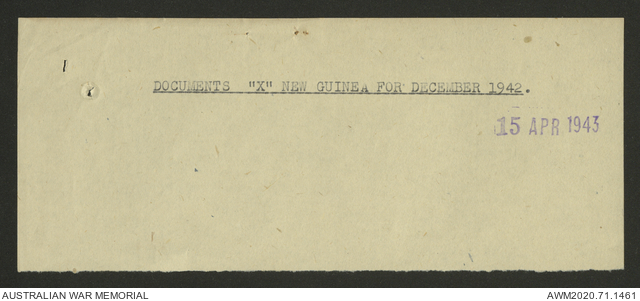 DOCUMENTS "X" NEW GUINEA FOR DECEMBER 1942.
15 APR 1943
AUSTRALIAN WAR MEMORIAL
AWM2020.71.1461